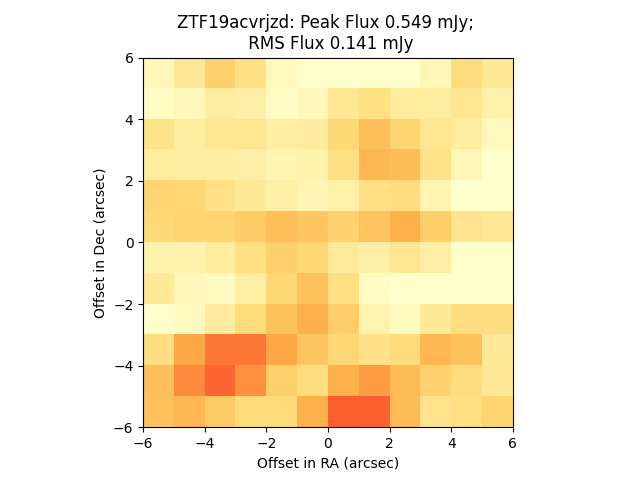 ZTF19acvrjzd: Peak Flux 0.549 mJy;
RMS Flux 0.141 mJy
6
4
2
0
−2
−4
−6
Offset in Dec (arcsec)
−6 −4 −2 0 2 4 6
Offset in RA (arcsec)